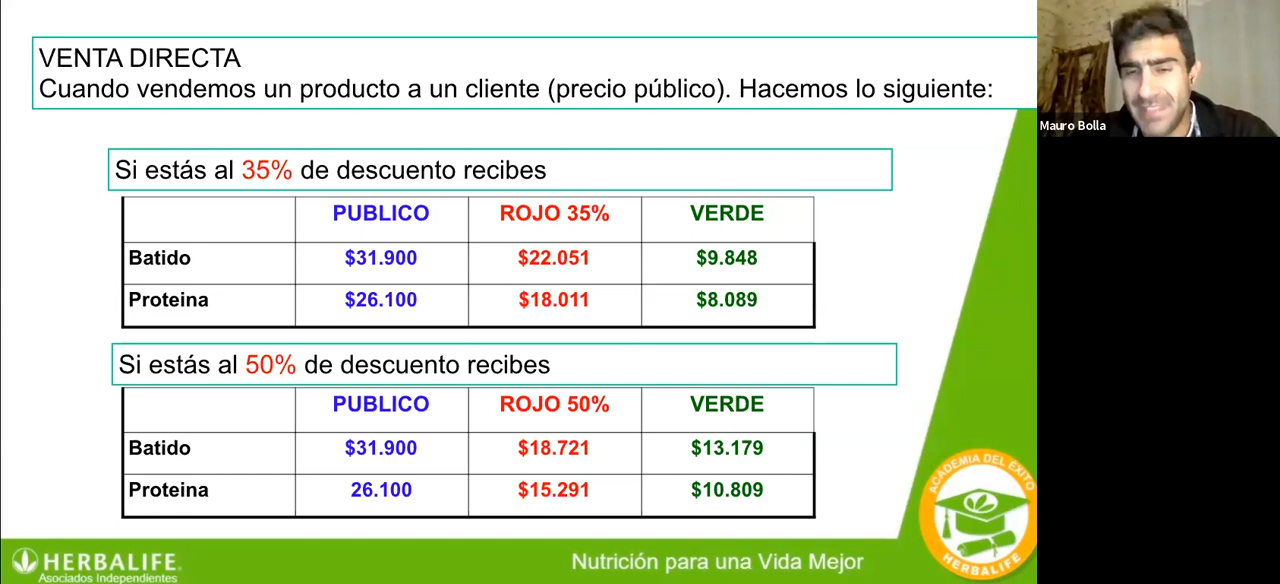 VENTA DIRECTA
Cuando vendemos un producto a un cliente (precio público). Hacemos lo siguiente:
Mauro Bolla
Si estás al 35% de descuento recibes
PUBLICO ROJO 35% VERDE
Batido $31.900 $22.051 $9.848
Proteina $26.100 $18.011 $8.089
Si estás al 50% de descuento recibes
PUBLICO ROJO 50% VERDE
Batido $31.900 $18.721 $13.179
Proteina 26.100 $15.291 $10.809
ACADEMIA DEL ÉXITO
HERBALIFE
HERBALIFE.
Asociados Independientes
Nutrición para una Vida Mejor